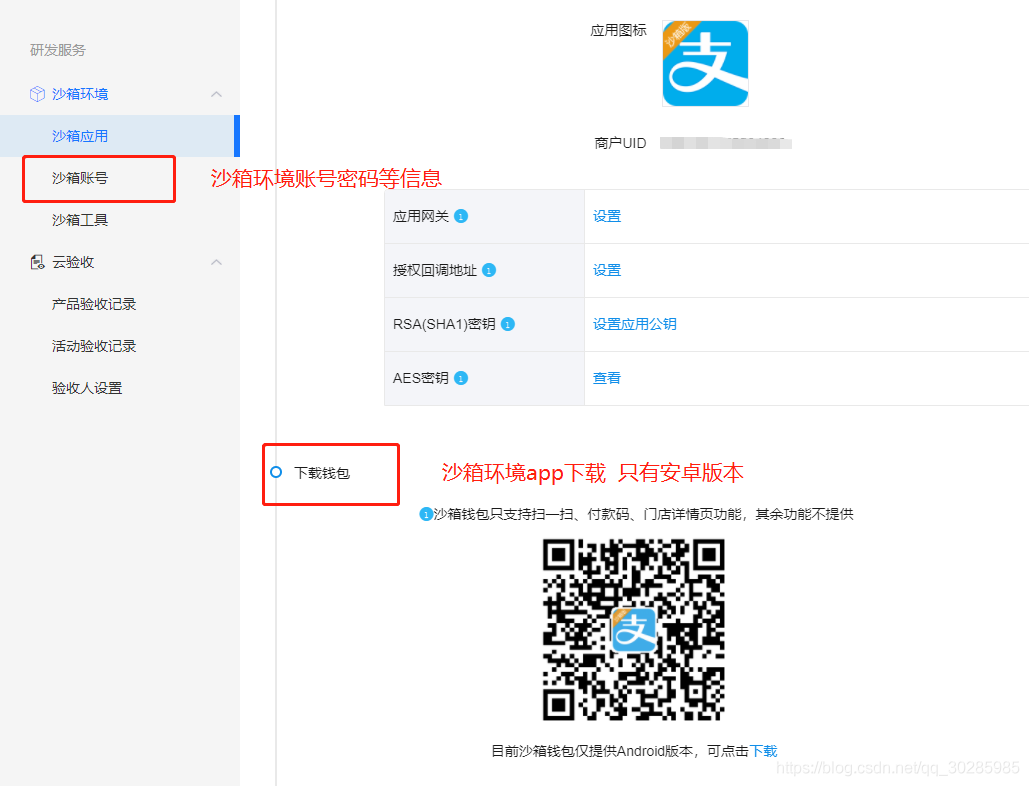 研发服务
沙箱环境
沙箱应用
沙箱账号
沙箱工具
云验收
产品验收记录
活动验收记录
验收人设置
应用图标
沙箱版
支
商户UID
沙箱环境账号密码等信息
应用网关 设置
授权回调地址 设置
RSA(SHA1)密钥 设置应用公钥
AES密钥 查看
下载钱包
沙箱环境app下载 只有安卓版本
沙箱钱包只支持扫一扫、付款码、门店详情页功能，其余功能不提供
支
目前沙箱钱包仅提供Android版本，可点击下载
https://blog.csdn.net/qq_30285985